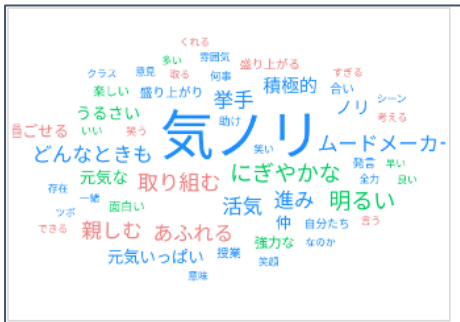 くれる
多い 雰囲気
クラス 意見 取る 何事 盛り上がる すぎる
楽しい 盛り上がり 積極的 合い シーン
うるさい 挙手 ノリ 考える
過ごせる いい 笑う 助け
気ノリ
どんなときも 笑い ムードメーカー
元気な 取り組む にぎやかな 発言 早い
存在 一緒 全力 良い
ツボ 面白い 活気 進み 明るい
できる 親しむ あふれる 仲 自分たち 言う
強力な なのか
元気いっぱい 授業 笑顔
意味